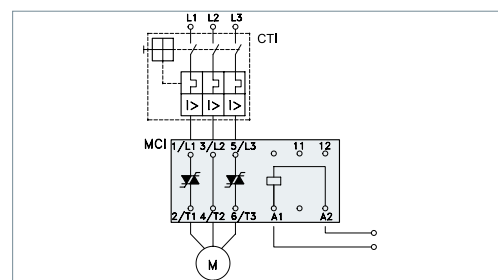 L1 L2 L3
CTI
I> I> I>
MCI
1/L1 3/L2 5/L3 11 12
2/T1 4/T2 6/T3 A1 A2
M